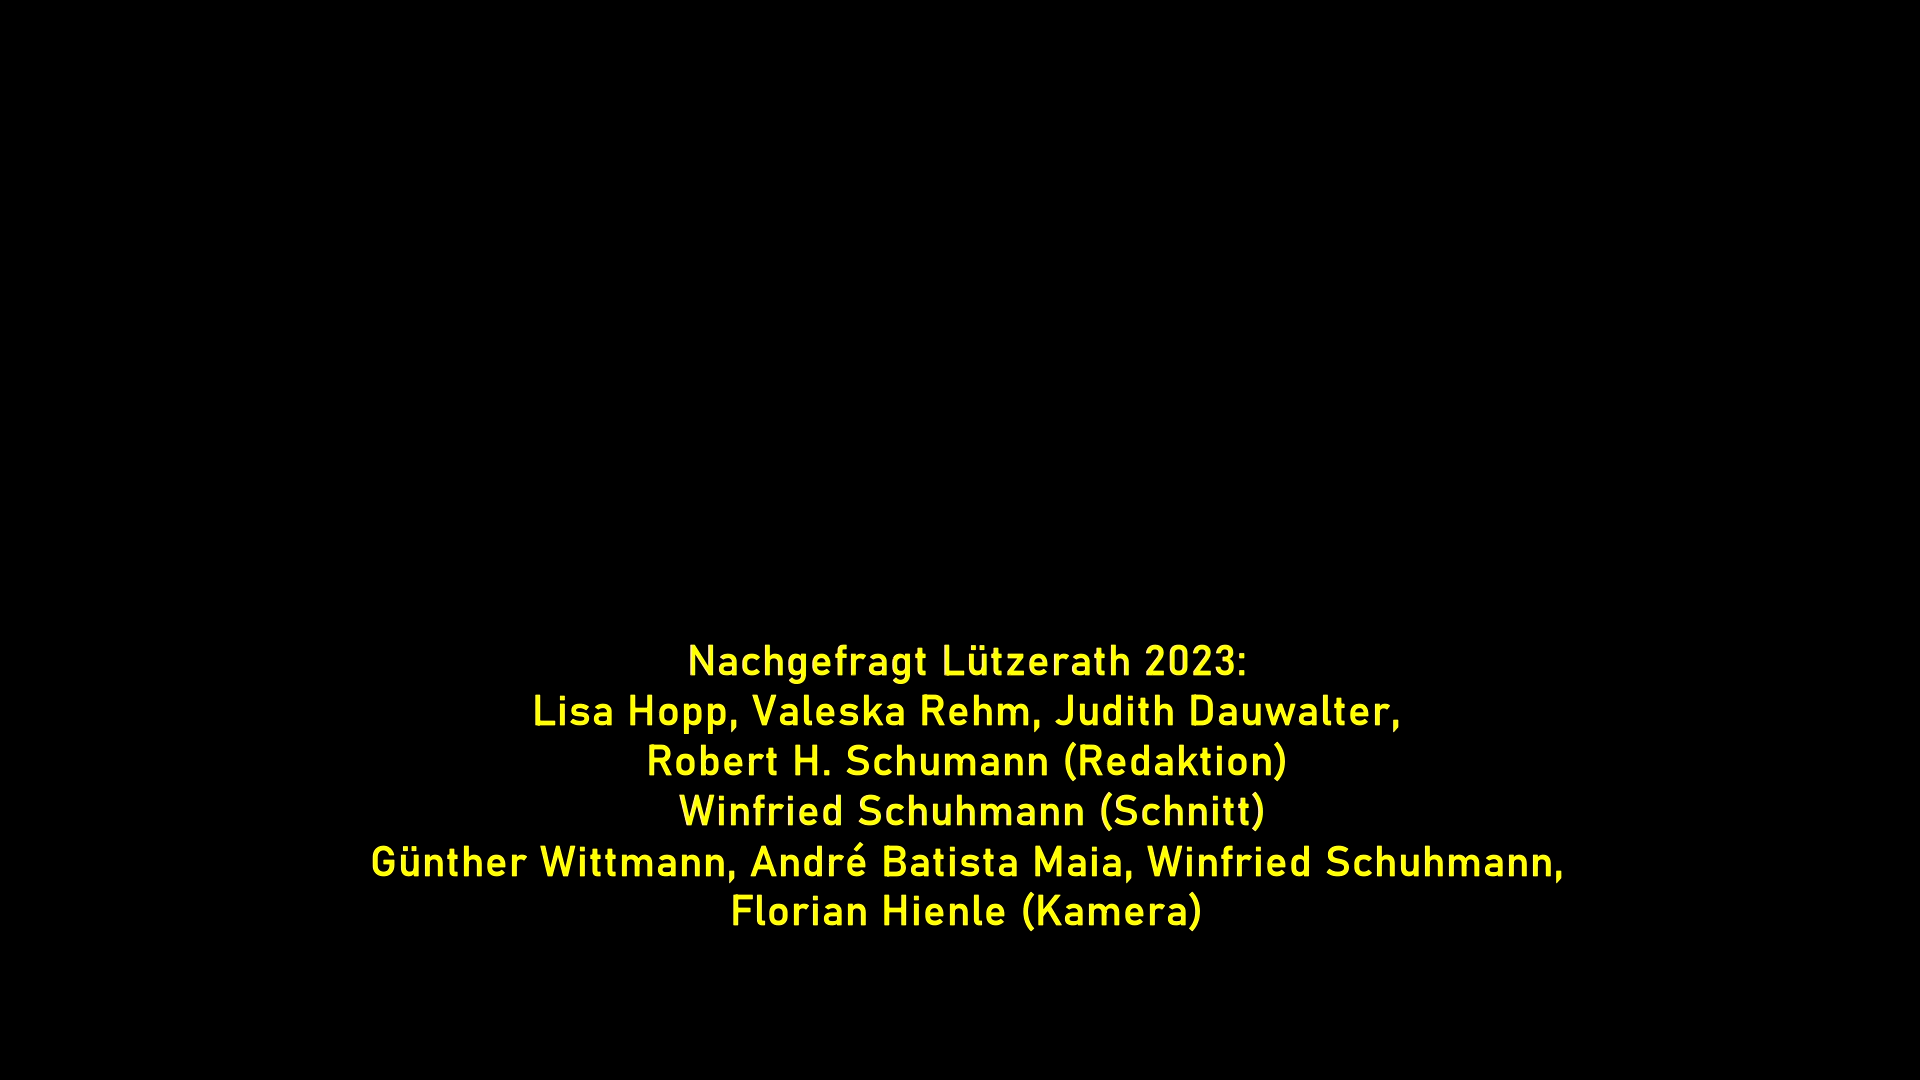 Nachgefragt Lützerath 2023:
Lisa Hopp, Valeska Rehm, Judith Dauwalter,
Robert H. Schumann (Redaktion)
Winfried Schuhmann (Schnitt)
Günther Wittmann, André Batista Maia, Winfried Schuhmann,
Florian Hienle (Kamera)